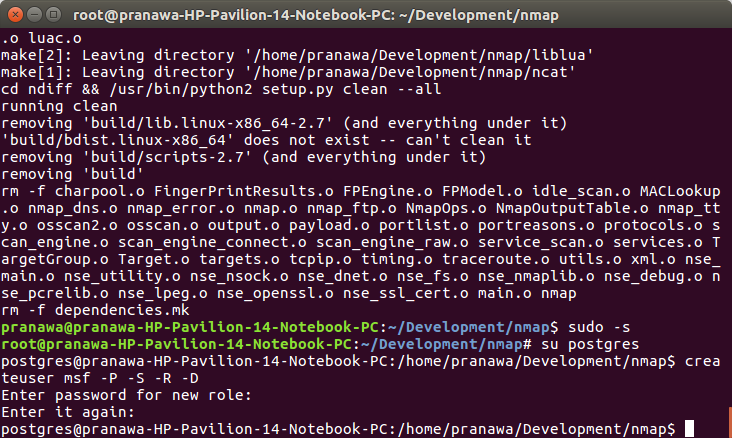 root@pranawa-HP-Pavilion-14-Notebook-PC: ~/Development/nmap
.o luac.o
make[2]: Leaving directory '/home/pranawa/Development/nmap/liblua'
make[1]: Leaving directory '/home/pranawa/Development/nmap/ncat'
cd ndiff && /usr/bin/python2 setup.py clean --all
running clean
removing 'build/lib.linux-x86_64-2.7' (and everything under it)
'build/bdist.linux-x86_64' does not exist -- can't clean it
removing 'build/scripts-2.7' (and everything under it)
removing 'build'
rm -f charpool.o FingerPrintResults.o FPEngine.o FPModel.o idle_scan.o MACLookup
.o nmap_dns.o nmap_error.o nmap.o nmap_ftp.o NmapOps.o NmapOutputTable.o nmap_tt
y.o osscan2.o osscan.o output.o payload.o portlist.o portreasons.o protocols.o s
can_engine.o scan_engine_connect.o scan_engine_raw.o service_scan.o services.o T
argetGroup.o Target.o targets.o tcpip.o timing.o traceroute.o utils.o xml.o nse_
main.o nse_utility.o nse_nsock.o nse_dnet.o nse_fs.o nse_nmaplib.o nse_debug.o n
se_pcrelib.o nse_lpeg.o nse_openssl.o nse_ssl_cert.o main.o nmap
rm -f dependencies.mk
pranawa@pranawa-HP-Pavilion-14-Notebook-PC:~/Development/nmap$ sudo -s
root@pranawa-HP-Pavilion-14-Notebook-PC:~/Development/nmap# su postgres
postgres@pranawa-HP-Pavilion-14-Notebook-PC:/home/pranawa/Development/nmap$ crea
teuser msf -P -S -R -D
Enter password for new role:
Enter it again:
postgres@pranawa-HP-Pavilion-14-Notebook-PC:/home/pranawa/Development/nmap$